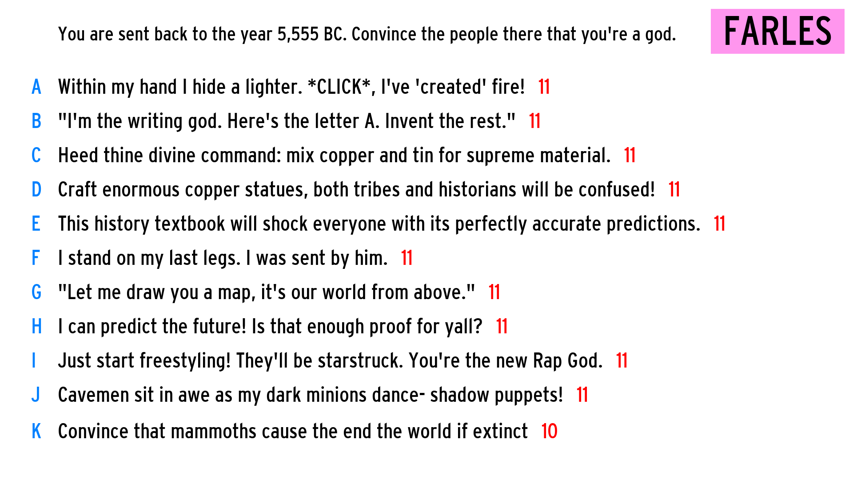 You are sent back to the year 5,555 BC. Convince the people there that you're a god. FARLES
A Within my hand I hide a lighter. *CLICK*, I've 'created' fire! 11
B "I'm the writing god. Here's the letter A. Invent the rest." 11
C Heed thine divine command: mix copper and tin for supreme material. 11
D Craft enormous copper statues, both tribes and historians will be confused! 11
E This history textbook will shock everyone with its perfectly accurate predictions. 11
F I stand on my last legs. I was sent by him. 11
G "Let me draw you a map, it's our world from above." 11
H I can predict the future! Is that enough proof for yall? 11
I Just start freestyling! They'll be starstruck. You're the new Rap God. 11
J Cavemen sit in awe as my dark minions dance- shadow puppets! 11
K Convince that mammoths cause the end the world if extinct 10